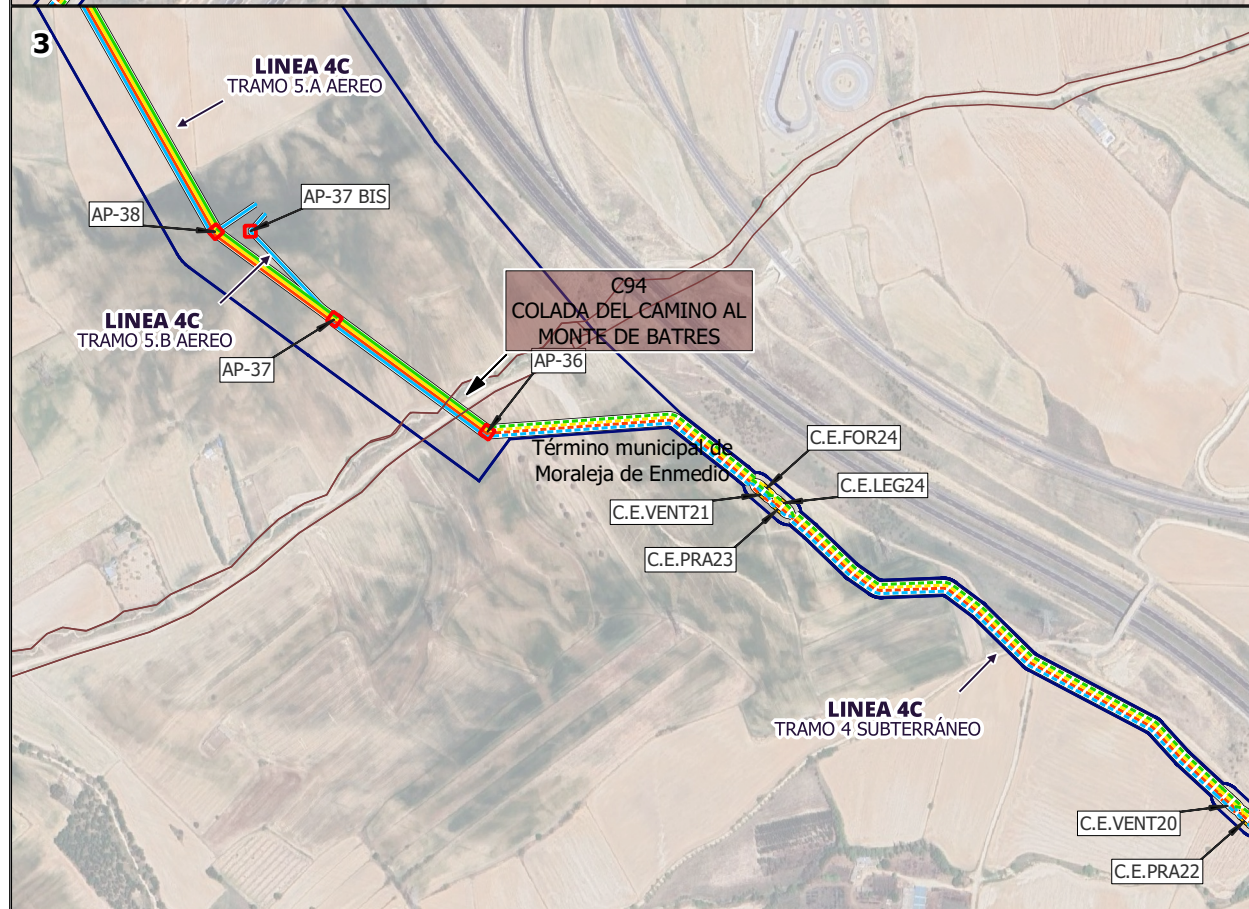 3
LINEA 4C
TRAMO 5.A AEREO
AP-37 BIS
AP-38
C94
COLADA DEL CAMINO AL
MONTE DE BATRES
LINEA 4C
TRAMO 5.B AEREO
AP-37
AP-36
Término municipal de
Moraleja de Enmedio
C.E.FOR24
C.E.LEG24
C.E.VENT21
C.E.PRA23
LINEA 4C
TRAMO 4 SUBTERRÁNEO
C.E.VENT20
C.E.PRA22